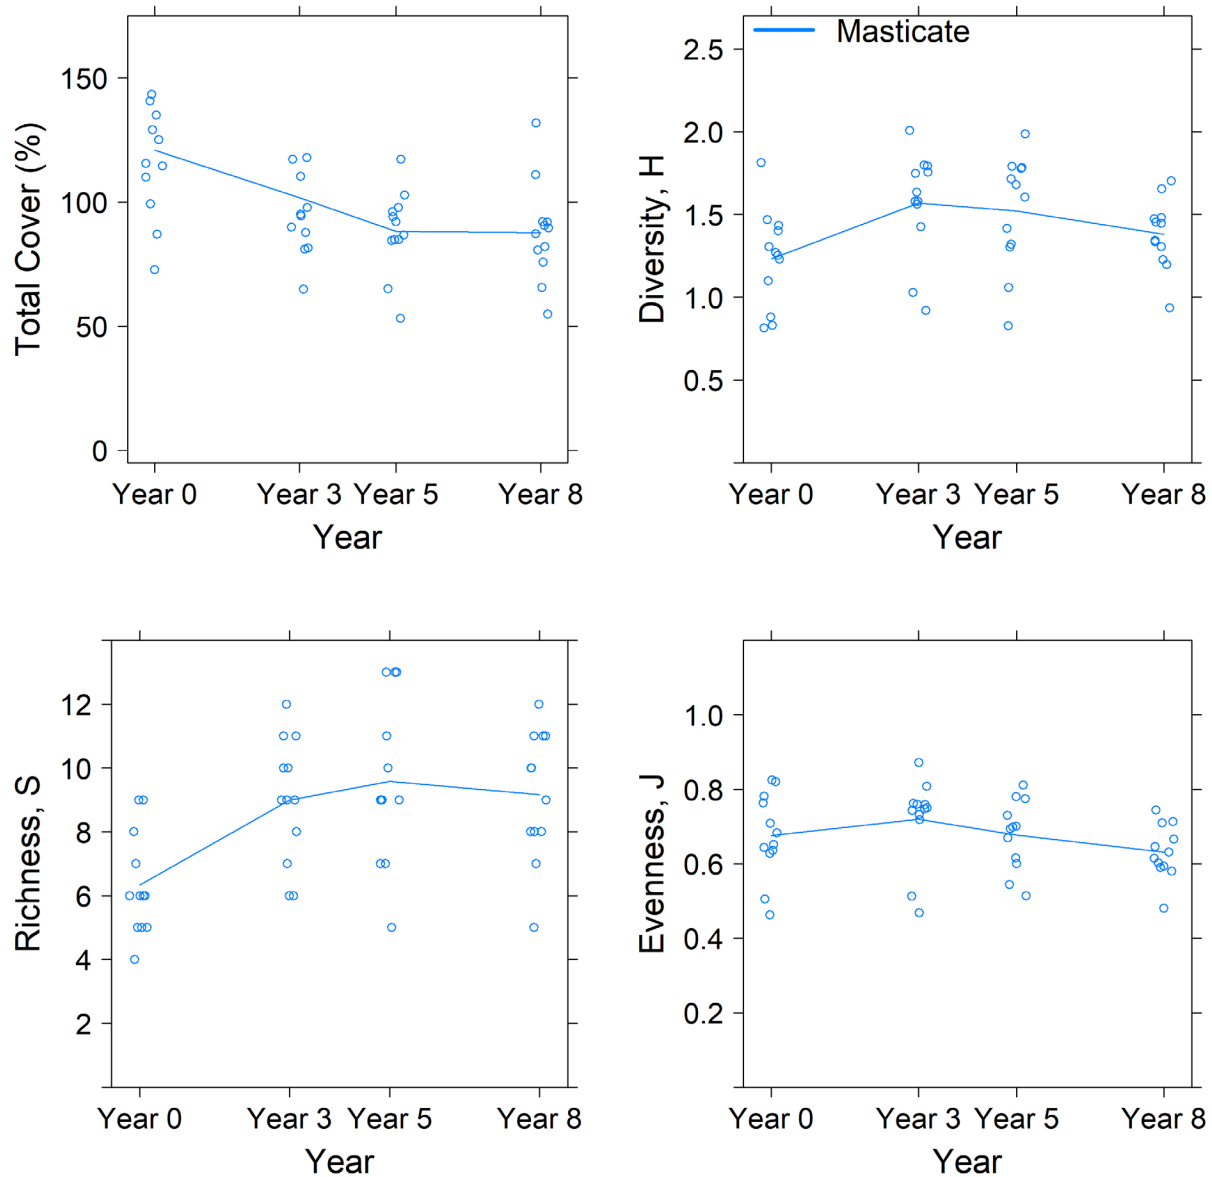 Total Cover (%)
150
100
50
0
Year 0 Year 3 Year 5 Year 8
Year
Masticate
Diversity, H
2.5
2.0
1.5
1.0
0.5
Year 0 Year 3 Year 5 Year 8
Year
Richness, S
12
10
8
6
4
2
Year 0 Year 3 Year 5 Year 8
Year
Evenness, J
1.0
0.8
0.6
0.4
0.2
Year 0 Year 3 Year 5 Year 8
Year